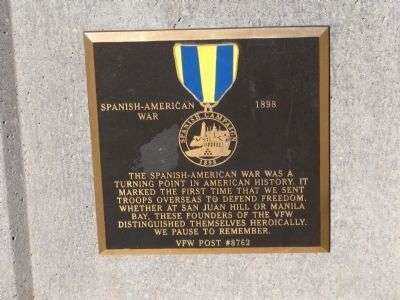 SPANISH-AMERICAN
WAR
1898
SPANISH CAMPAIGN
1898
THE SPANISH-AMERICAN WAR WAS A
TURNING POINT IN AMERICAN HISTORY. IT
MARKED THE FIRST TIME THAT WE SENT
TROOPS OVERSEAS TO DEFEND FREEDOM.
WHETHER AT SAN JUAN HILL OR MANILA
BAY, THESE FOUNDERS OF THE VFW
DISTINGUISHED THEMSELVES HEROICALLY.
WE PAUSE TO REMEMBER.
VFW POST #8762